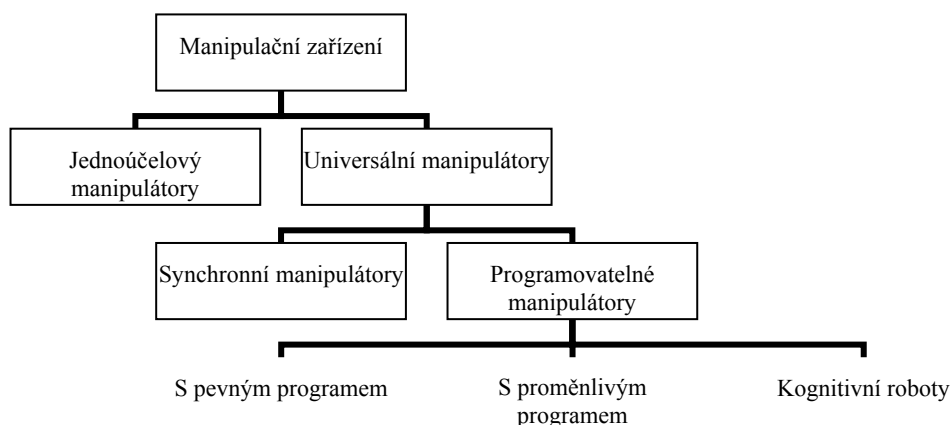 Manipulační zařízení
Jednoúčelový
manipulátory
Universální manipulátory
Synchronní manipulátory
Programovatelné
manipulátory
S pevným programem
S proměnlivým
programem
Kognitivní roboty